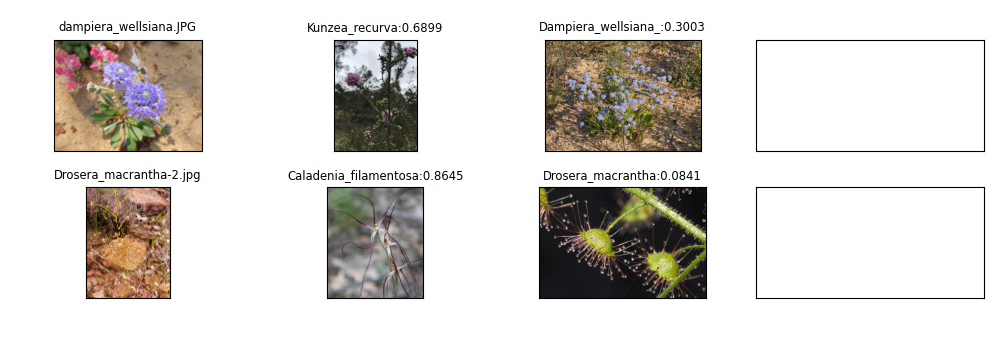 dampiera_wellsiana.JPG
Kunzea_recurva:0.6899
Dampiera_wellsiana_:0.3003
Drosera_macrantha-2.jpg
Caladenia_filamentosa:0.8645
Drosera_macrantha:0.0841